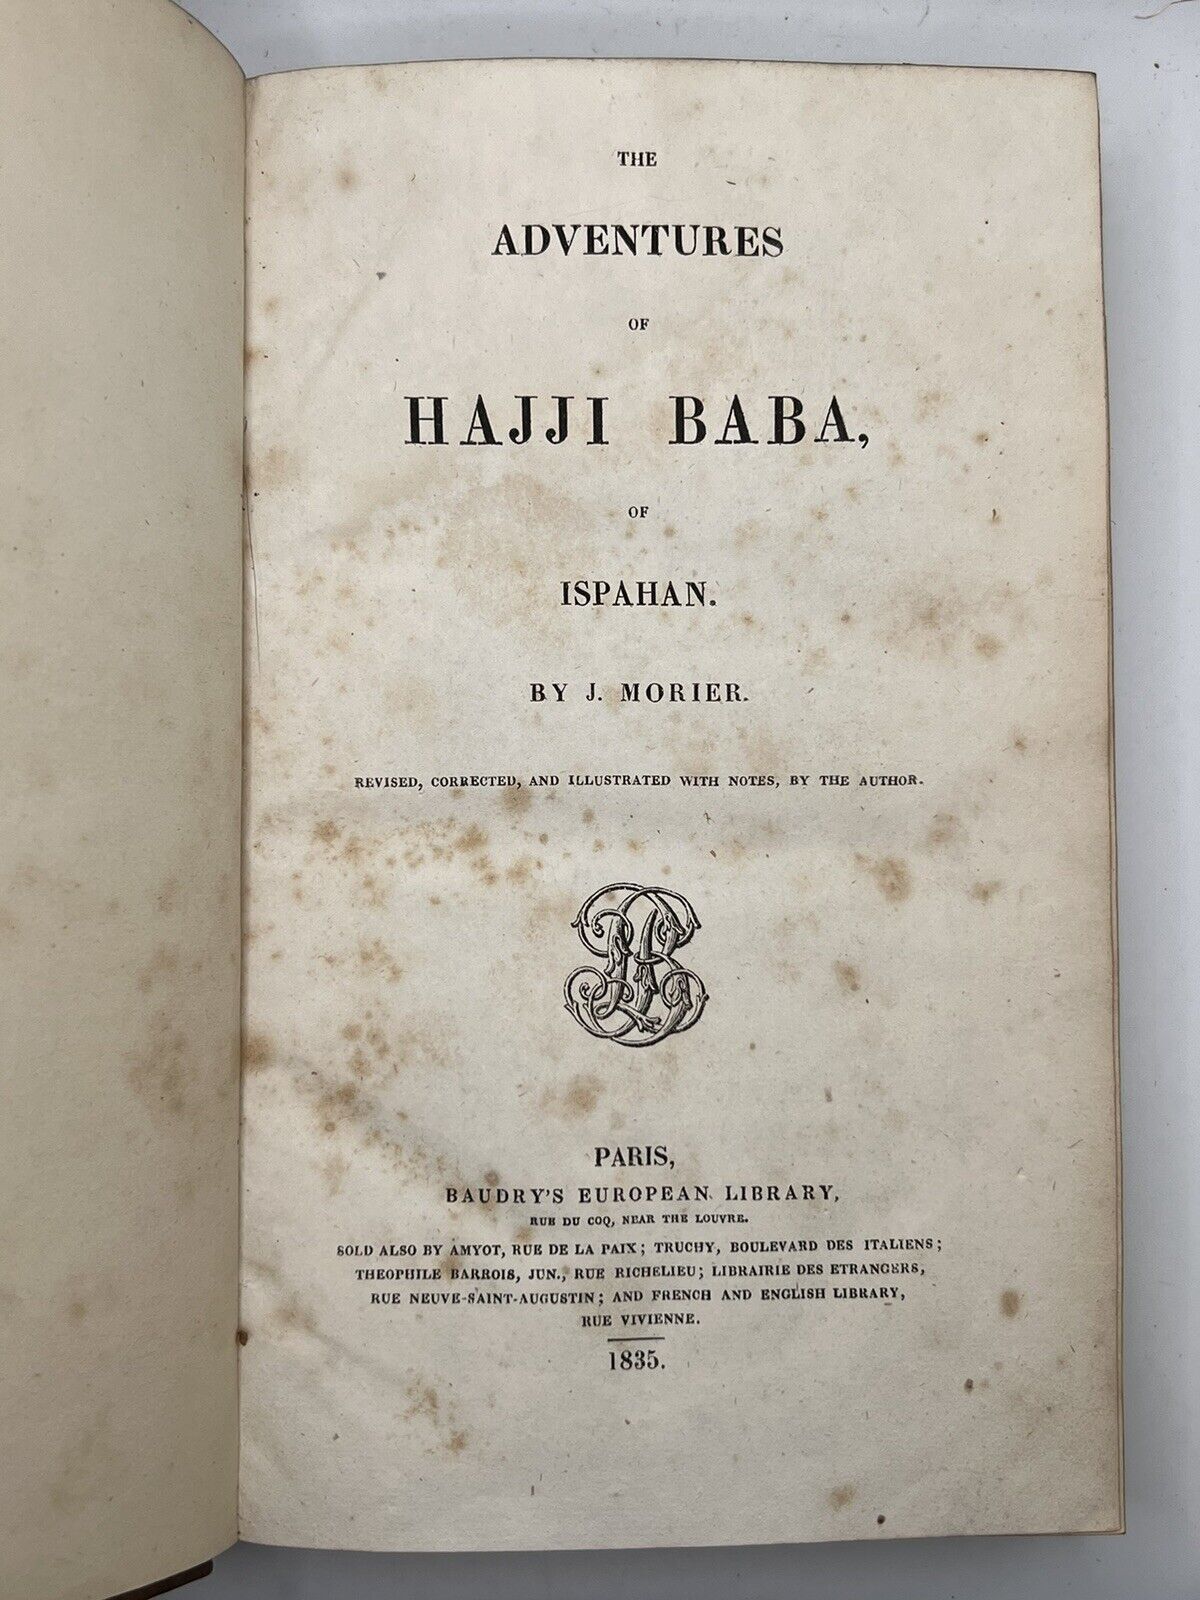 THE
ADVENTURES
OF
HAJJI BABA,
OF
ISPAHAN.
BY J. MORIER.
REVISED, CORRECTED, AND ILLUSTRATED WITH NOTES, BY THE AUTHOR.
PARIS,
BAUDRY'S EUROPEAN LIBRARY,
RUE DU COQ, NEAR THE LOUVRE.
SOLD ALSO BY AMYOT, RUE DE LA PAIX; TRUCHY, BOULEVARD DES ITALIENS;
THEOPHILE BARROIS, JUN., RUE RICHELIEU; LIBRAIRIE DES ETRANGERS,
RUE NEUVE-SAINT-AUGUSTIN; AND FRENCH AND ENGLISH LIBRARY,
RUE VIVIENNE.
1835.